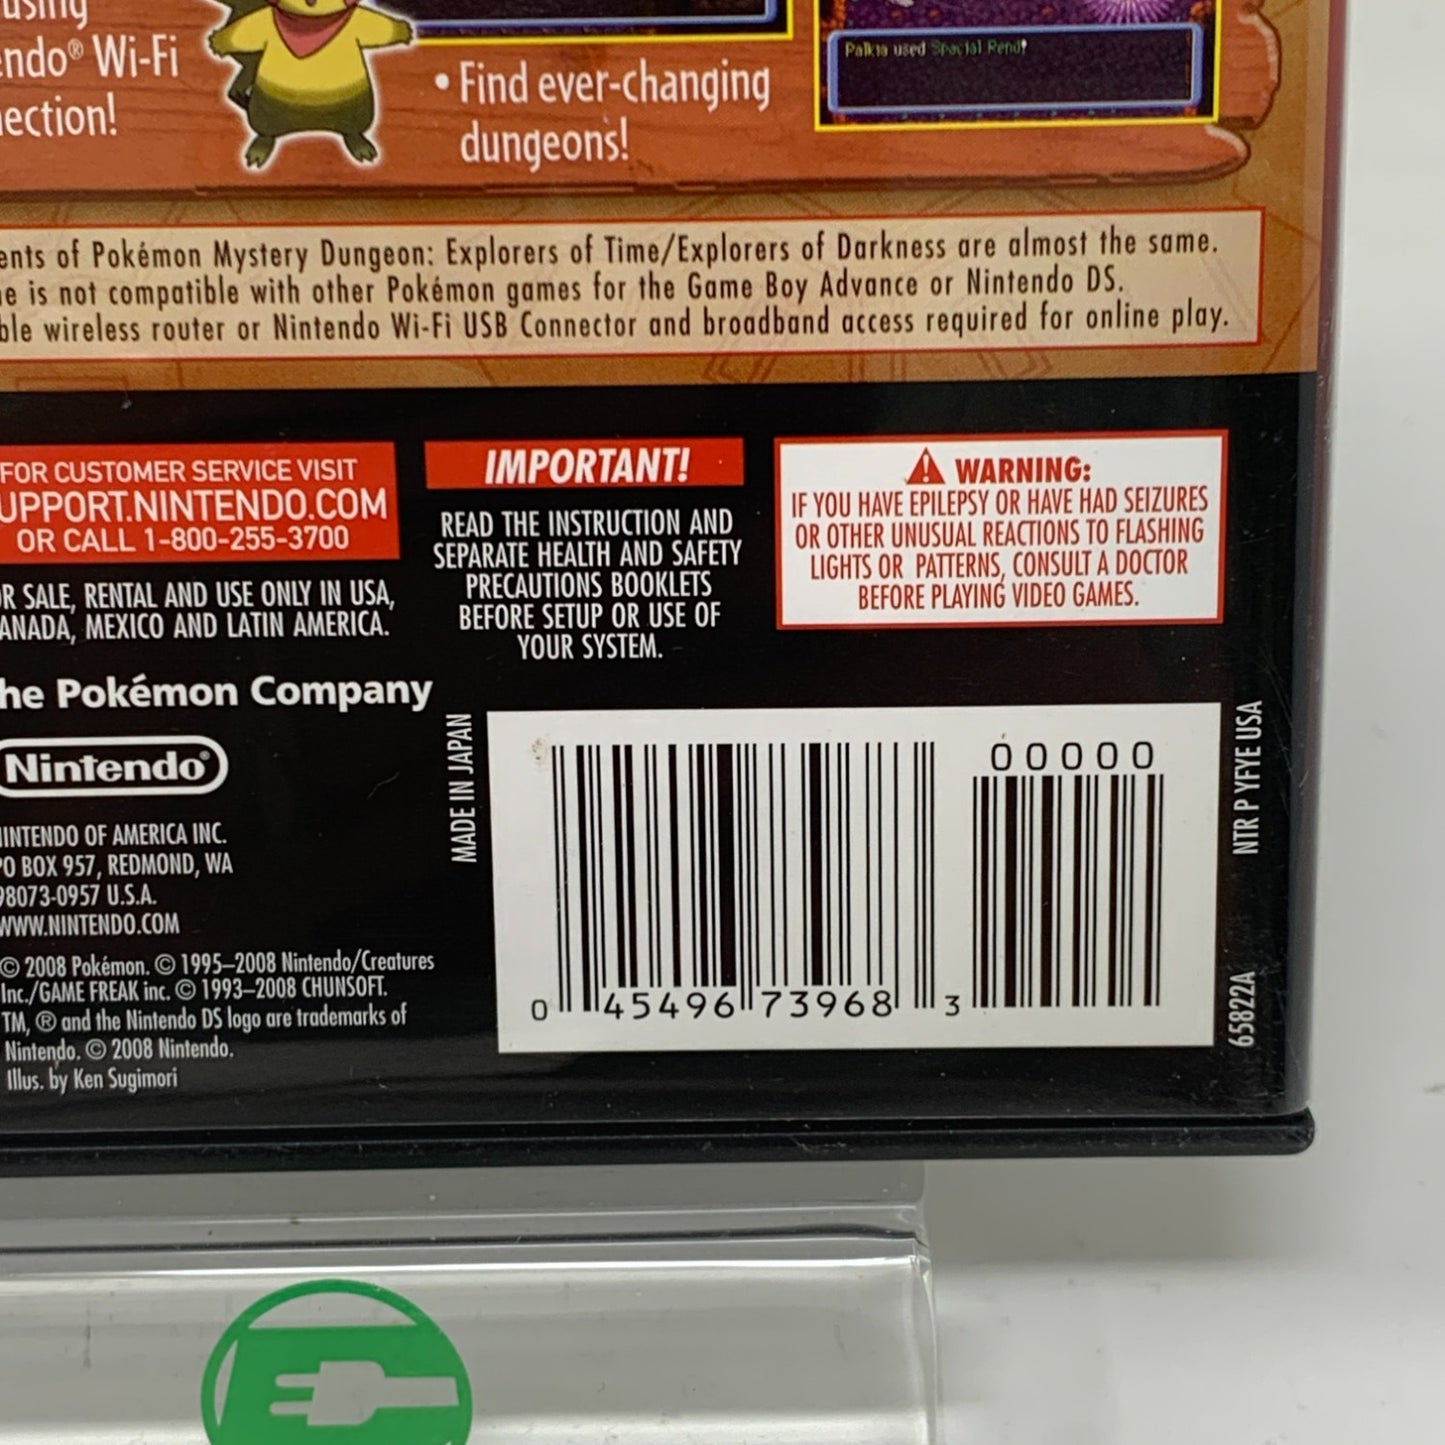 using
Nintendo® Wi-Fi
Connection!
• Find ever-changing
dungeons!
Palkia used Spacial Rend!
ents of Pokémon Mystery Dungeon: Explorers of Time/Explorers of Darkness are almost the same.
e is not compatible with other Pokémon games for the Game Boy Advance or Nintendo DS.
ble wireless router or Nintendo Wi-Fi USB Connector and broadband access required for online play.
FOR CUSTOMER SERVICE VISIT
UPPORT.NINTENDO.COM
OR CALL 1-800-255-3700
OR SALE, RENTAL AND USE ONLY IN USA,
ANADA, MEXICO AND LATIN AMERICA.
IMPORTANT!
READ THE INSTRUCTION AND
SEPARATE HEALTH AND SAFETY
PRECAUTIONS BOOKLETS
BEFORE SETUP OR USE OF
YOUR SYSTEM.
WARNING:
IF YOU HAVE EPILEPSY OR HAVE HAD SEIZURES
OR OTHER UNUSUAL REACTIONS TO FLASHING
LIGHTS OR PATTERNS, CONSULT A DOCTOR
BEFORE PLAYING VIDEO GAMES.
he Pokémon Company
Nintendo®
NINTENDO OF AMERICA INC.
PO BOX 957, REDMOND, WA
98073-0957 U.S.A.
WWW.NINTENDO.COM
© 2008 Pokémon. © 1995–2008 Nintendo/Creatures
Inc./GAME FREAK inc. © 1993–2008 CHUNSOFT.
TM, ® and the Nintendo DS logo are trademarks of
Nintendo. © 2008 Nintendo.
Illus. by Ken Sugimori
MADE IN JAPAN
00000
0 45496 73968 3
NTR P YFYE USA
65822A